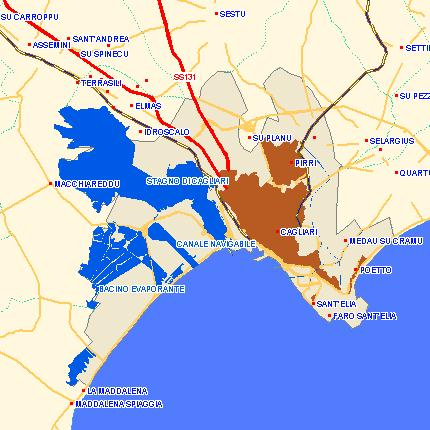 SU CARROPPU
SESTU
SANT'ANDREA
ASSEMINI
SU SPINECU
SETTI
SS131
TERRASILI
SU PEZ
ELMAS
IDROSCALO
SU PLANU
SELARGIUS
PIRRI
QUARTU
STAGNO DI CAGLIARI
MACCHIAREDDU
CAGLIARI
CANALE NAVIGABILE
MEDAU SU CRAMU
POETTO
BACINO EVAPORANTE
SANT'ELIA
FARO SANT'ELIA
LA MADDALENA
MADDALENA SPIAGGIA